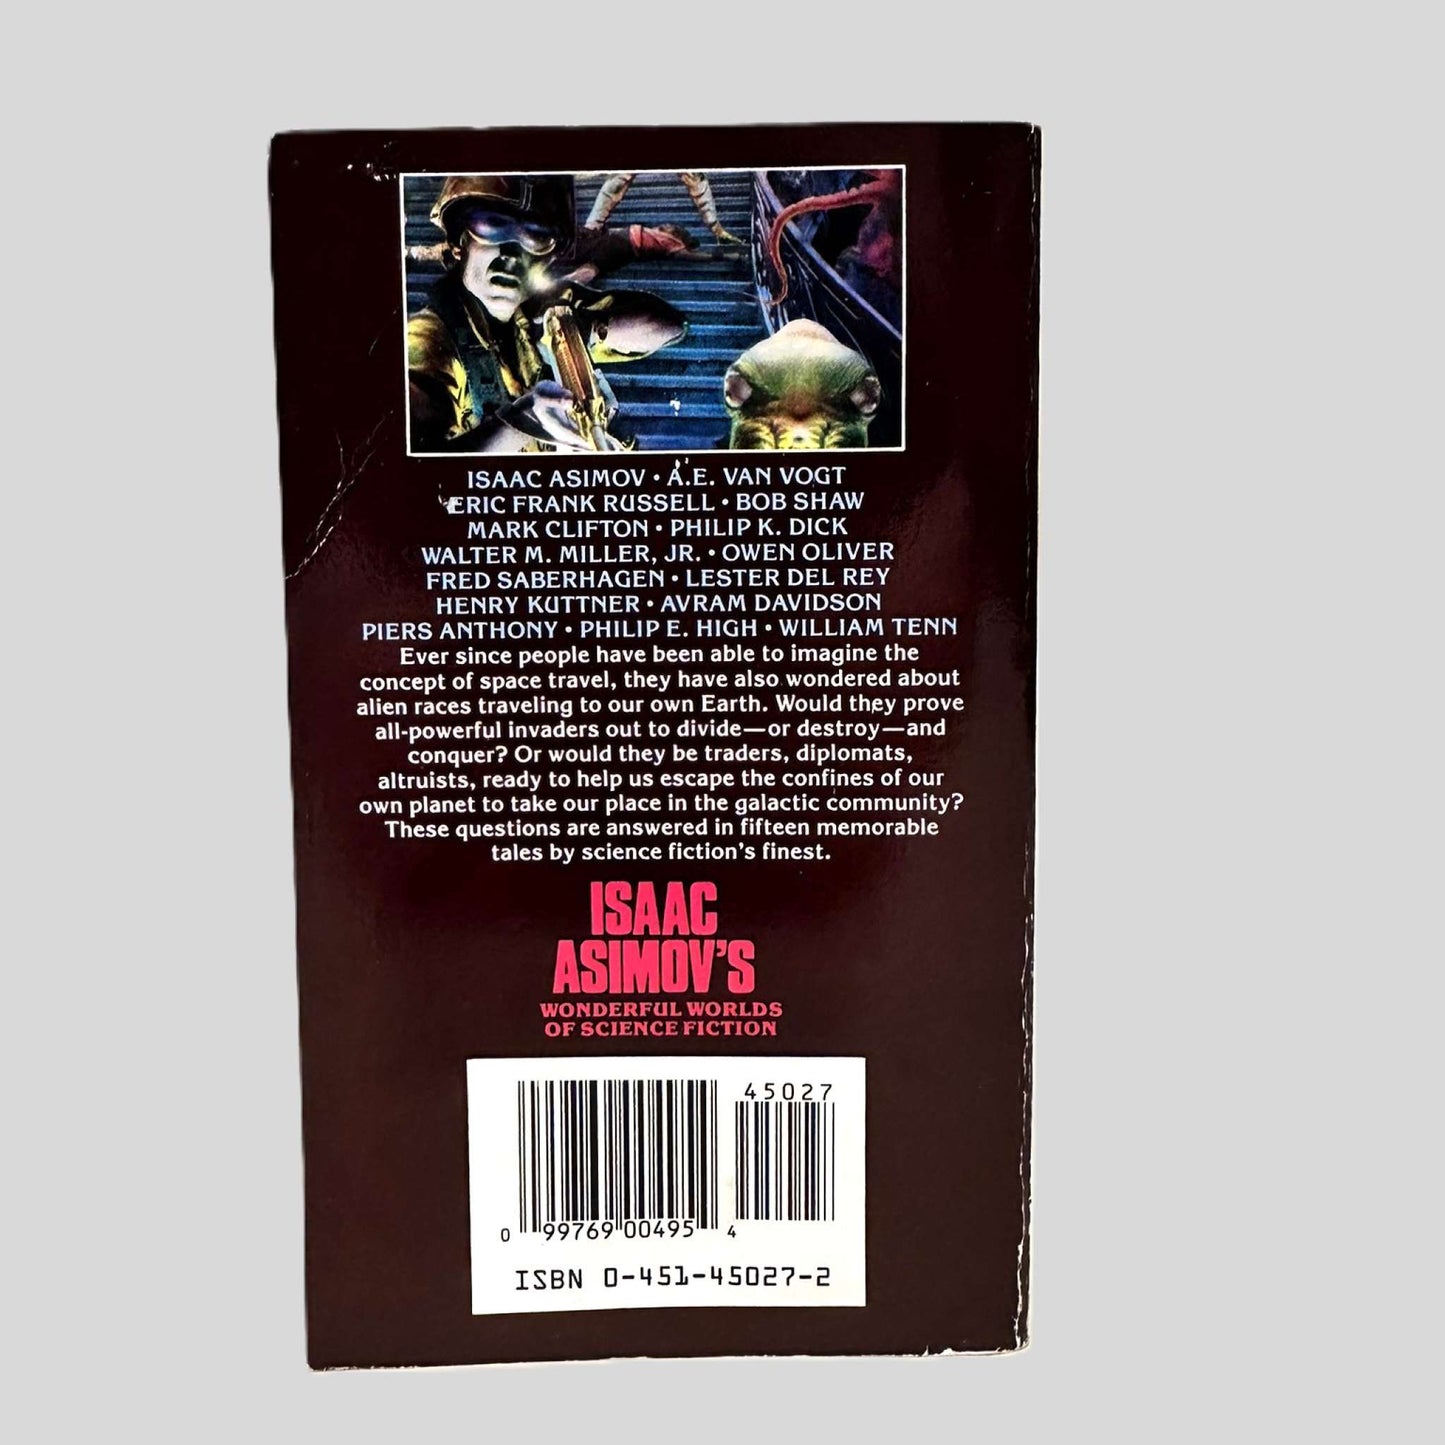 ISAAC ASIMOV • A.E. VAN VOGT
ERIC FRANK RUSSELL • BOB SHAW
MARK CLIFTON • PHILIP K. DICK
WALTER M. MILLER, JR. • OWEN OLIVER
FRED SABERHAGEN • LESTER DEL REY
HENRY KUTTNER • AVRAM DAVIDSON
PIERS ANTHONY • PHILIP E. HIGH • WILLIAM TENN
Ever since people have been able to imagine the
concept of space travel, they have also wondered about
alien races traveling to our own Earth. Would they prove
all-powerful invaders out to divide—or destroy—and
conquer? Or would they be traders, diplomats,
altruists, ready to help us escape the confines of our
own planet to take our place in the galactic community?
These questions are answered in fifteen memorable
tales by science fiction's finest.
ISAAC
ASIMOV'S
WONDERFUL WORLDS
OF SCIENCE FICTION
45027
0 99769 00495 4
ISBN 0-451-45027-2